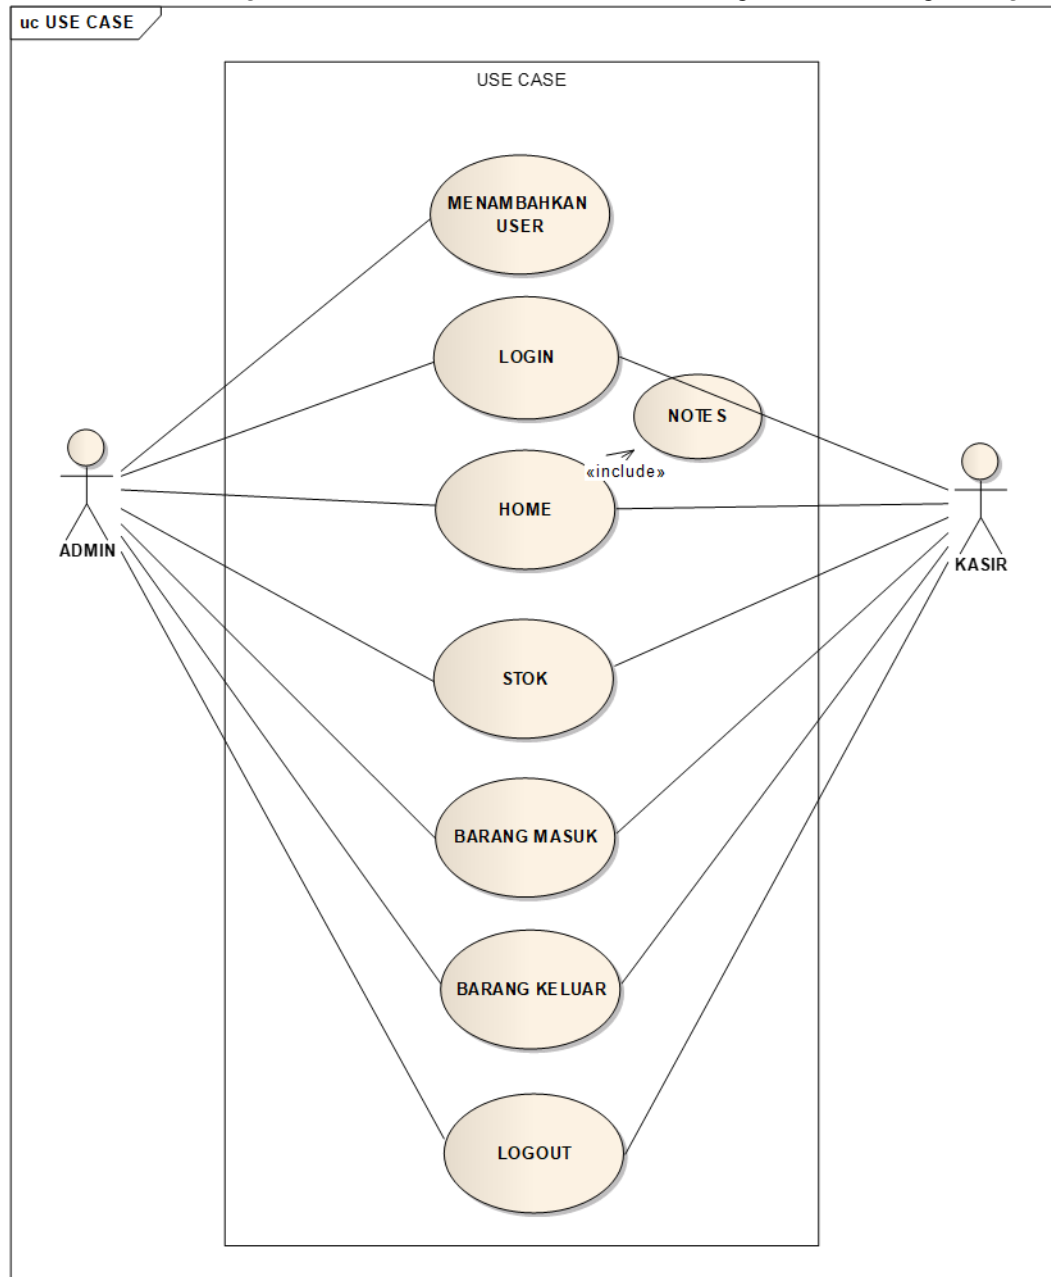 uc USE CASE
USE CASE
MENAMBAHKAN
USER
LOGIN
NOTES
«include»
HOME
ADMIN
KASIR
STOK
BARANG MASUK
BARANG KELUAR
LOGOUT